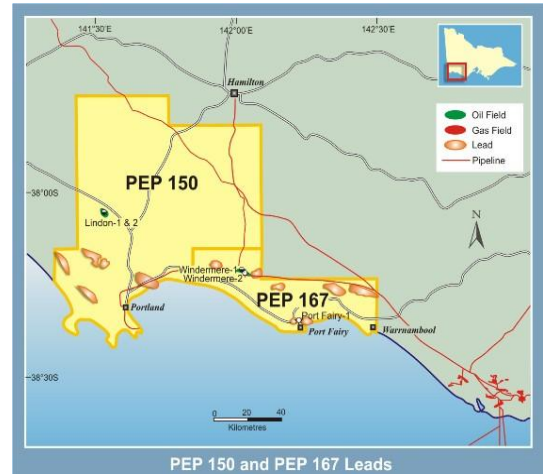 141°30'E 142°00'E 142°30'E
Hamilton
Oil Field
Gas Field
Lead
Pipeline
PEP 150
38°00'S
Lindon-1 & 2
N
Windermere-1
Windermere-2
PEP 167
Portland
Port Fairy-1
Port Fairy
Warrnambool
38°30'S
0 20 40
Kilometres
PEP 150 and PEP 167 Leads